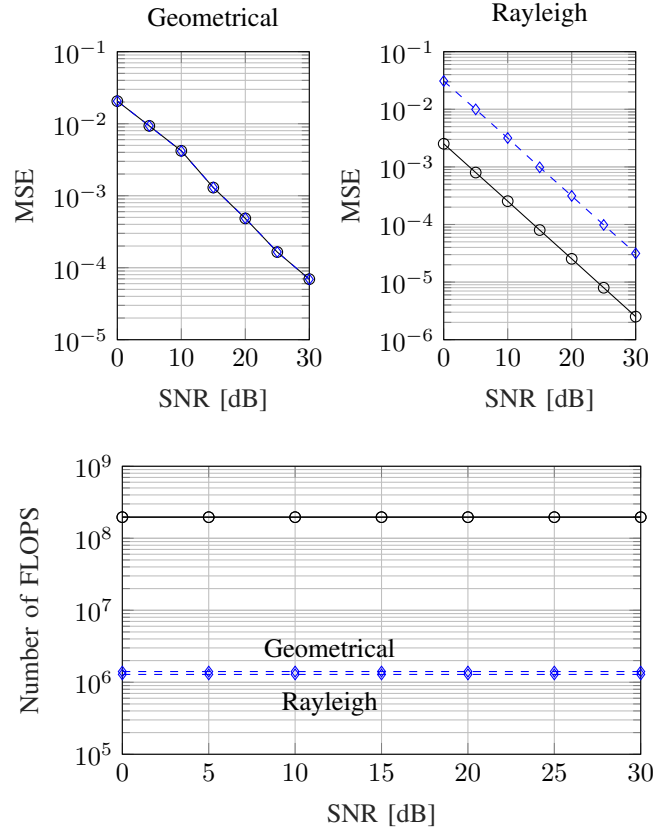 Geometrical
Rayleigh
10^{-1}
10^{-2}
10^{-3}
10^{-4}
10^{-5}
MSE
0 10 20 30
SNR [dB]
10^{-1}
10^{-2}
10^{-3}
10^{-4}
10^{-5}
10^{-6}
MSE
0 10 20 30
SNR [dB]
10^{9}
10^{8}
10^{7}
10^{6}
10^{5}
Number of FLOPS
Geometrical
Rayleigh
0 5 10 15 20 25 30
SNR [dB]